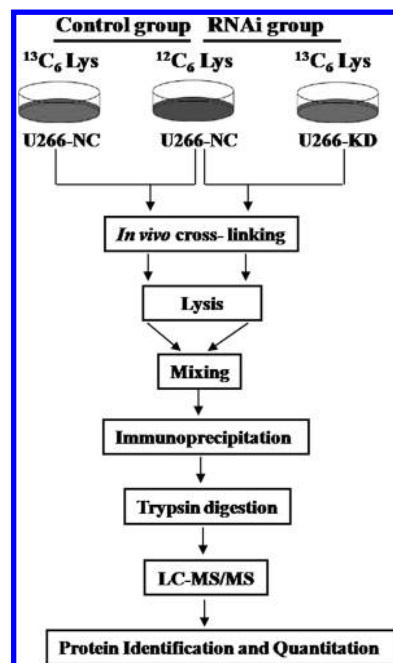 Control group RNAi group
¹³C₆ Lys ¹²C₆ Lys ¹³C₆ Lys
U266-NC U266-NC U266-KD
In vivo cross- linking
Lysis
Mixing
Immunoprecipitation
Trypsin digestion
LC-MS/MS
Protein Identification and Quantitation